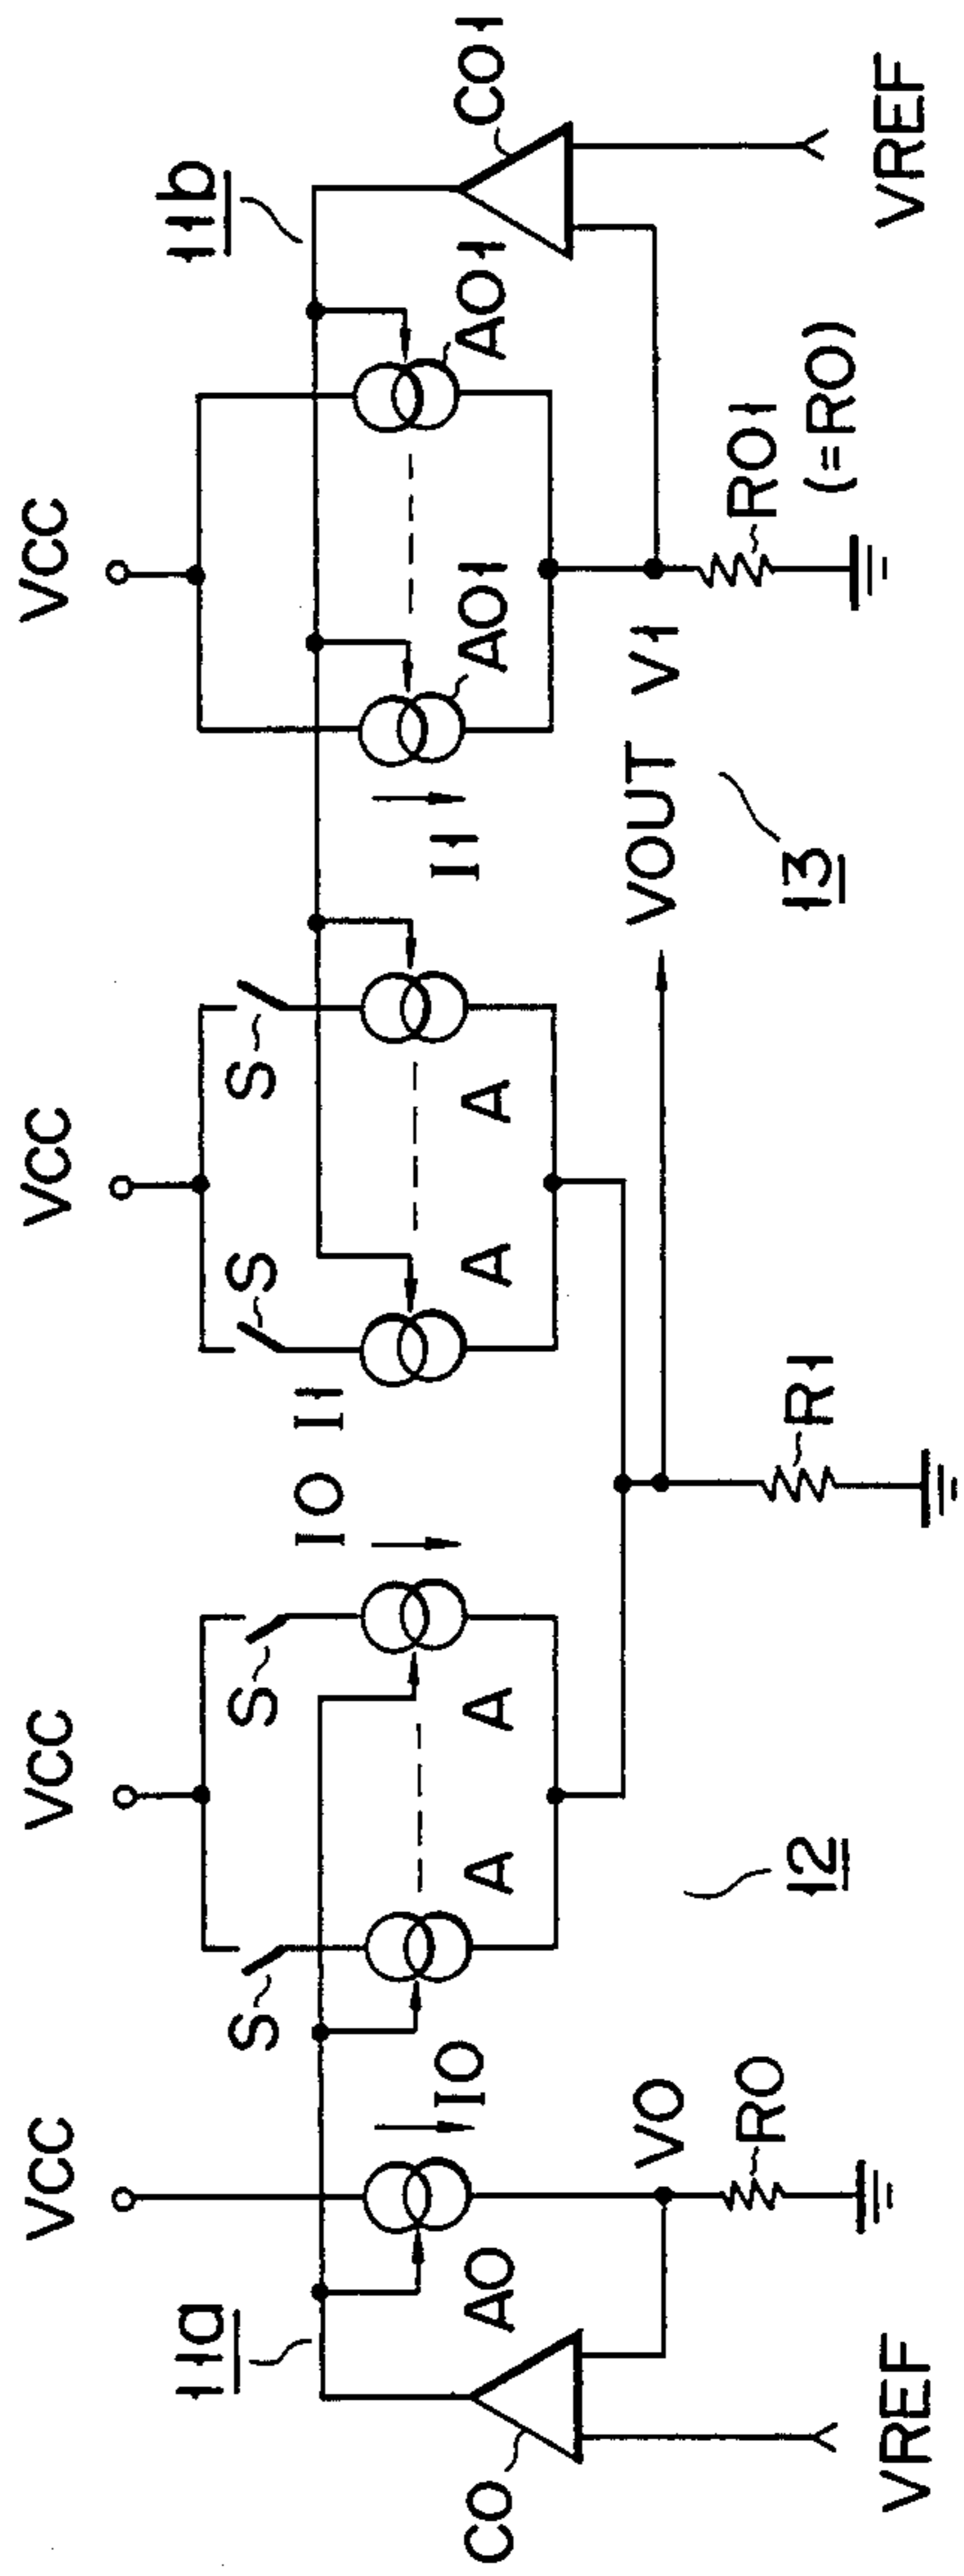 VCC
VCC
VCC
VCC
11a
S
S
S
S
11b
IO
IO
I1
I1
CO
AO
A
A
A
A
AO1
AO1
CO1
VO
VOUT
V1
RO
R1
RO1
(=RO)
12
13
VREF
VREF